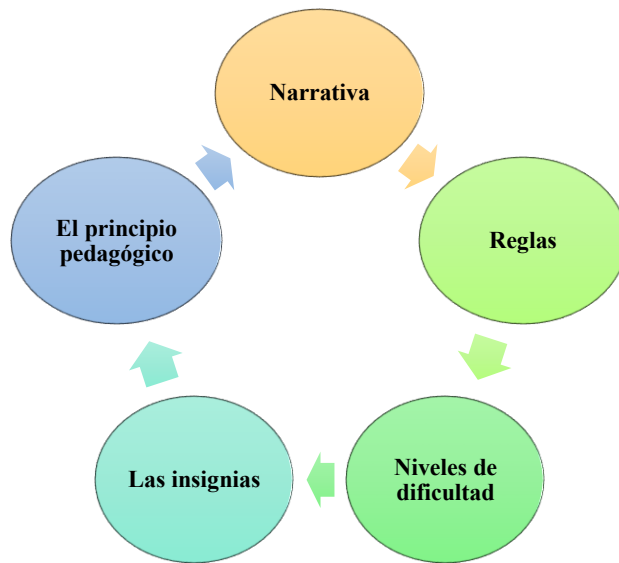 Narrativa
Reglas
Niveles de
dificultad
Las insignias
El principio
pedagógico